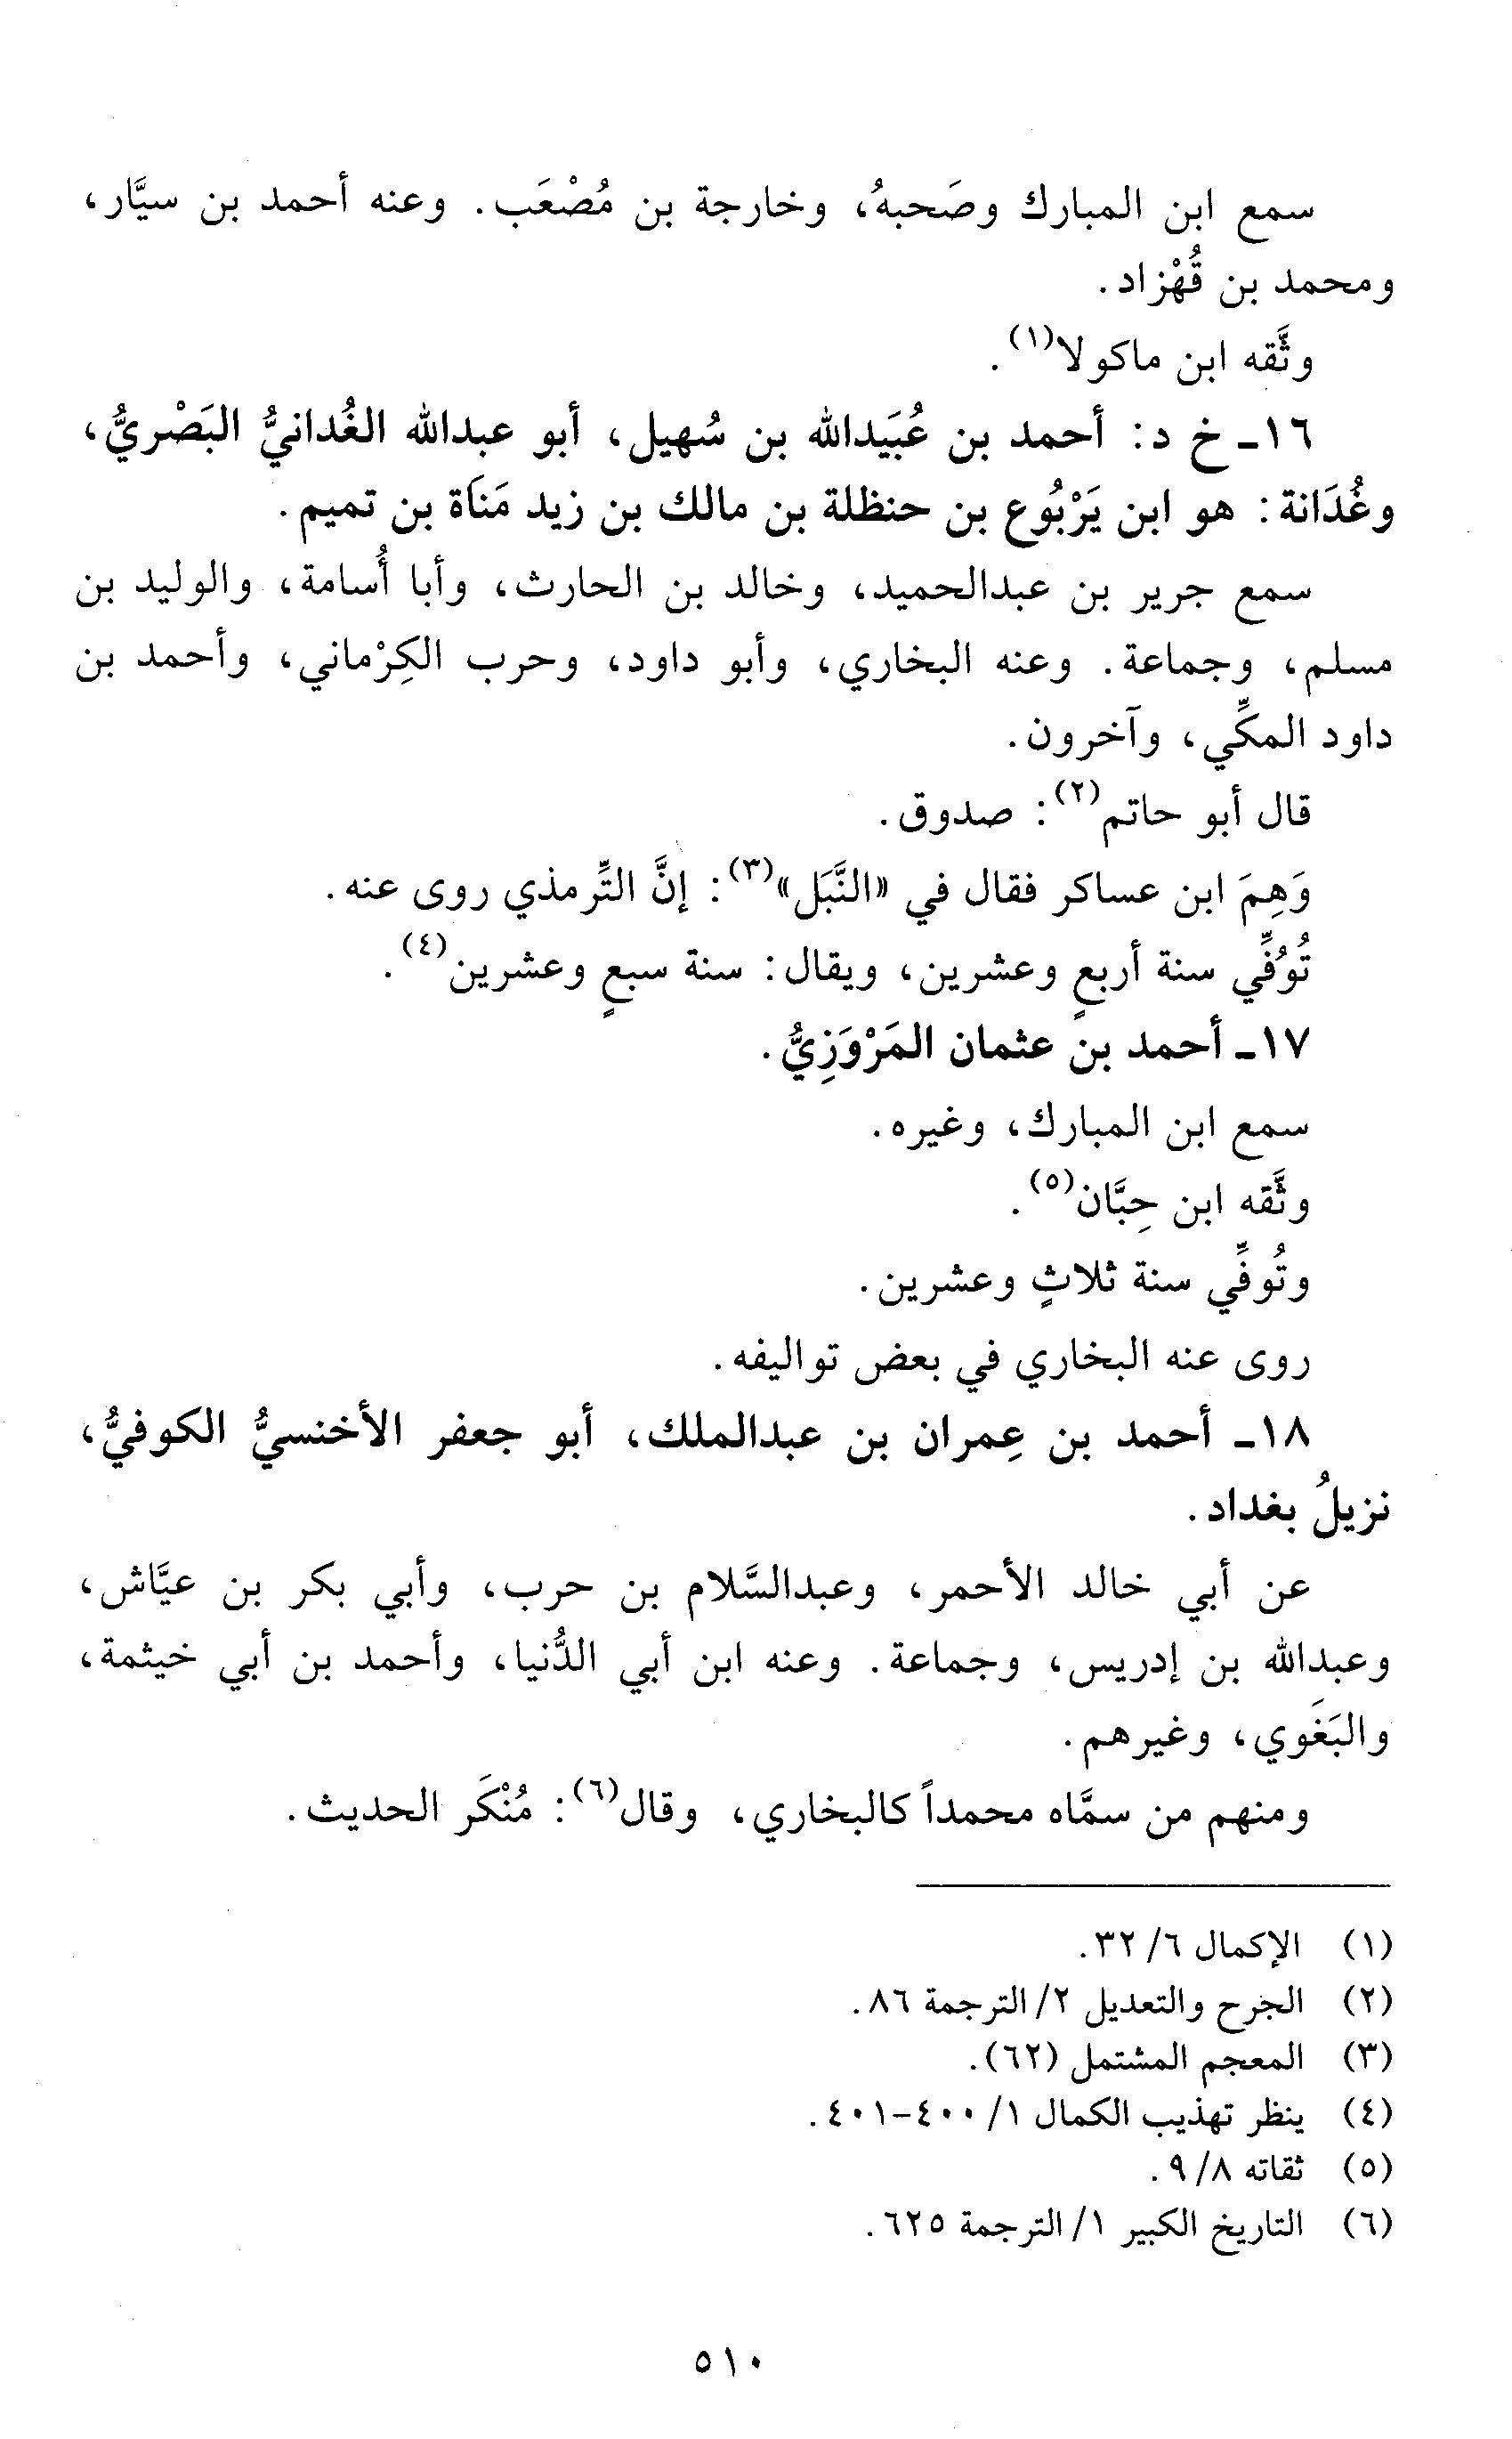 سمع ابن المبارك وصَحبهُ، وخارجة بن مُصْعَب. وعنه أحمد بن سيَّار،
ومحمد بن قُهْزاد.
وثَّقه ابن ماكولا(١).
١٦- خ د: أحمد بن عُبَيدالله بن سُهيل، أبو عبدالله الغُدانيُّ البَصْريُّ،
وغُدَانة: هو ابن يَرْبُوع بن حنظلة بن مالك بن زيد مَنَاة بن تميم.
سمع جرير بن عبدالحميد، وخالد بن الحارث، وأبا أُسامة، والوليد بن
مسلم، وجماعة. وعنه البخاري، وأبو داود، وحرب الكِرْماني، وأحمد بن
داود المكِّي، وآخرون.
قال أبو حاتم(٢): صدوق.
وَهِمَ ابن عساكر فقال في «النَّبَل»(٣): إنَّ التِّرمذي روى عنه.
تُوُفِّي سنة أربعٍ وعشرين، ويقال: سنة سبعٍ وعشرين(٤).
١٧- أحمد بن عثمان المَرْوَزِيُّ.
سمع ابن المبارك، وغيره.
وثَّقه ابن حِبَّان(٥).
وتُوفِّي سنة ثلاثٍ وعشرين.
روى عنه البخاري في بعض تواليفه.
١٨- أحمد بن عِمران بن عبدالملك، أبو جعفر الأخنسيُّ الكوفيُّ،
نزيلُ بغداد.
عن أبي خالد الأحمر، وعبدالسَّلام بن حرب، وأبي بكر بن عيَّاش،
وعبدالله بن إدريس، وجماعة. وعنه ابن أبي الدُّنيا، وأحمد بن أبي خيثمة،
والبَغَوي، وغيرهم.
ومنهم من سمَّاه محمداً كالبخاري، وقال(٦): مُنْكَر الحديث.
(١) الإكمال ٦/ ٣٢.
(٢) الجرح والتعديل ٢/ الترجمة ٨٦.
(٣) المعجم المشتمل (٦٢).
(٤) ينظر تهذيب الكمال ١/ ٤٠٠-٤٠١.
(٥) ثقاته ٨/ ٩.
(٦) التاريخ الكبير ١/ الترجمة ٦٢٥.
٥١٠